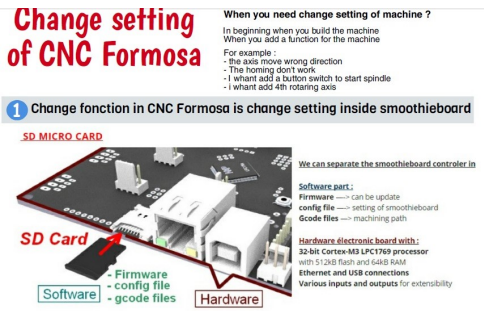 Change setting
of CNC Formosa
When you need change setting of machine ?
In beginning when you build the machine
When you add a function for the machine
For example :
- the axis move wrong direction
- The homing don't work
- I whant add a button switch to start spindle
- i whant add 4th rotaring axis
1 Change fonction in CNC Formosa is change setting inside smoothieboard
SD MICRO CARD
SD Card
- Firmware
- config file
- gcode files
Software
Hardware
We can separate the smoothieboard controler in
Software part :
Firmware —-> can be update
config file —-> setting of smoothieboard
Gcode files —-> machining path
Hardware électronic board with :
32-bit Cortex-M3 LPC1769 processor
with 512kB flash and 64kB RAM
Ethernet and USB connections
Various inputs and outputs for extensibility